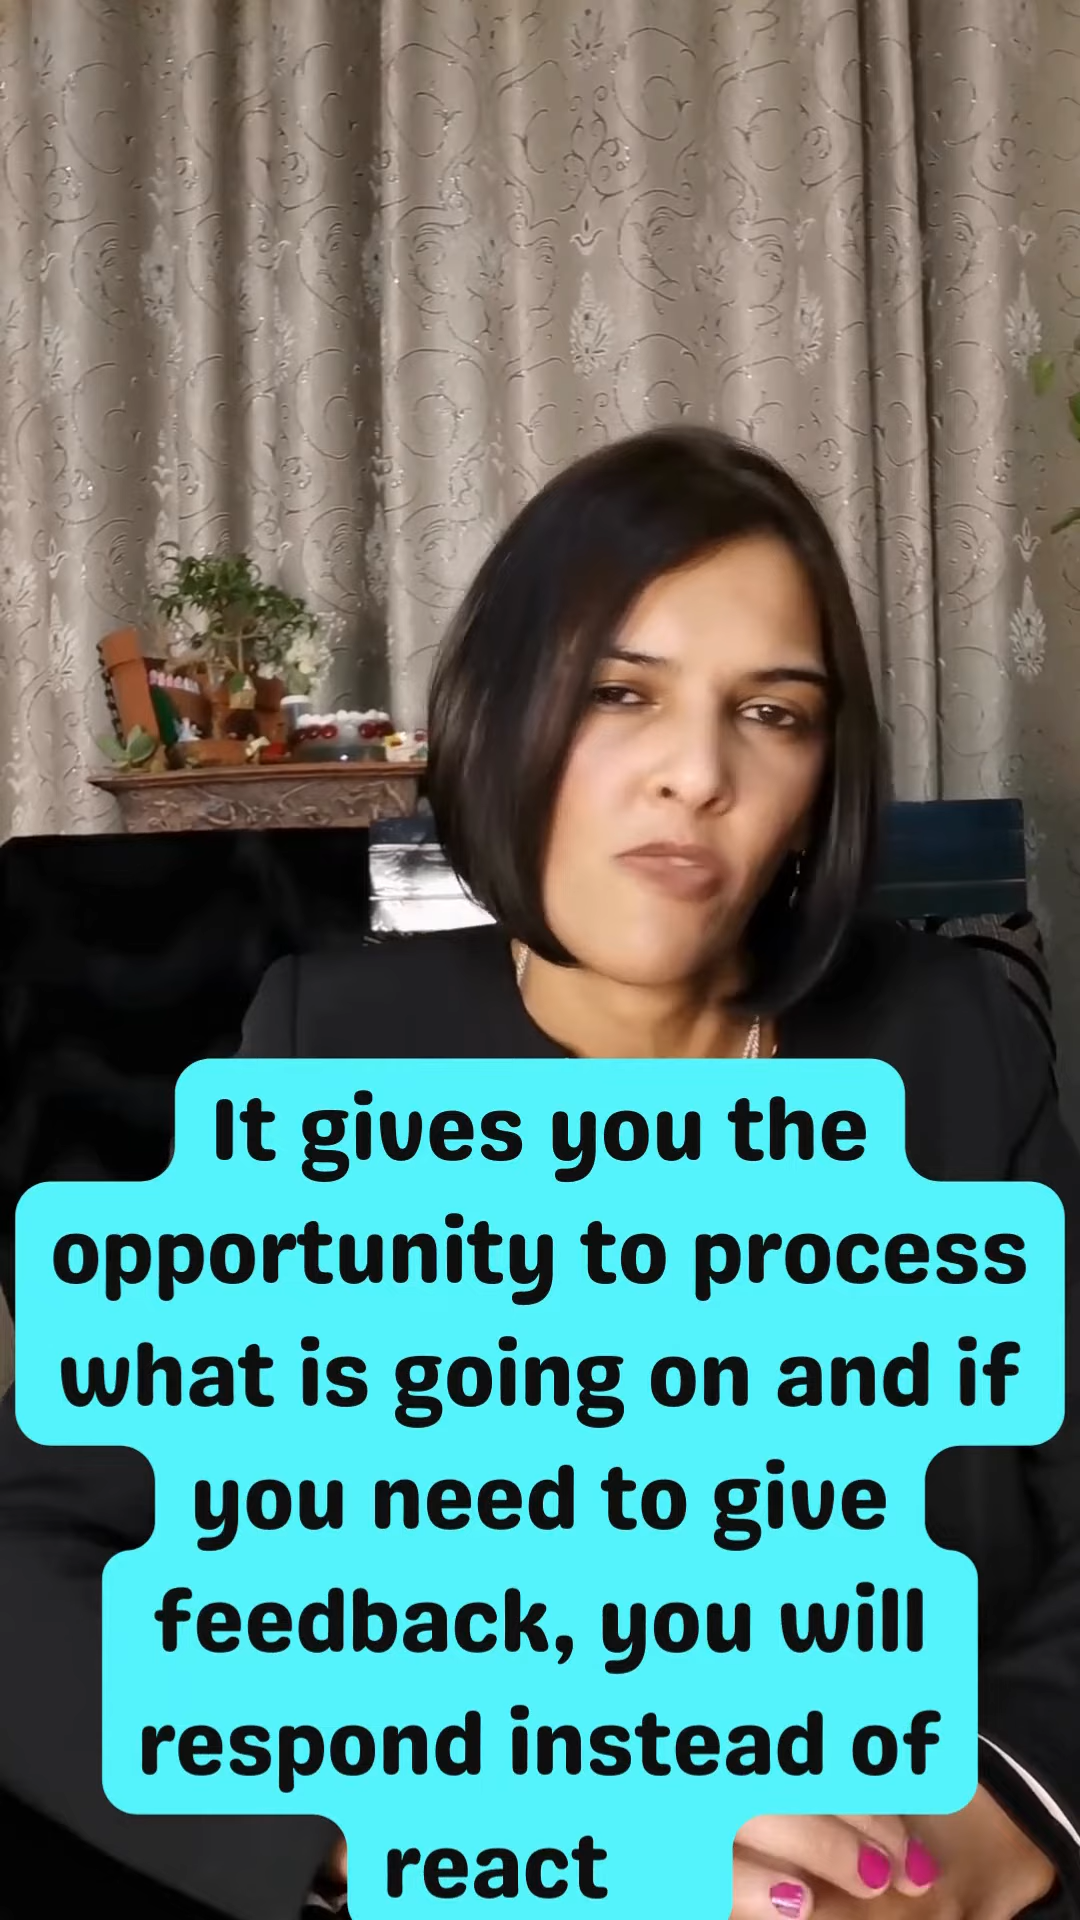 It gives you the
opportunity to process
what is going on and if
you need to give
feedback, you will
respond instead of
react